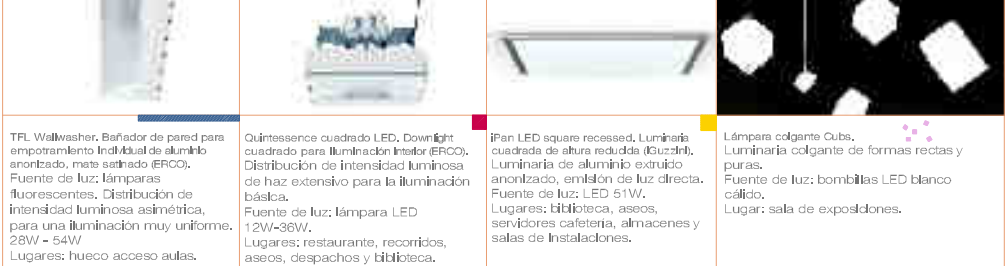 TFL Wallwasher. Bañador de pared para
empotramiento individual de aluminio
anonizado, mate satinado (ERCO).
Fuente de luz: lámparas
fluorescentes. Distribución de
intensidad luminosa asimétrica,
para una iluminación muy uniforme.
28W - 54W
Lugares: hueco acceso aulas.
Quintessence cuadrado LED. Downlight
cuadrado para iluminación interior (ERCO).
Distribución de intensidad luminosa
de haz extensivo para la iluminación
básica.
Fuente de luz: lámpara LED
12W-36W.
Lugares: restaurante, recorridos,
aseos, despachos y biblioteca.
iPan LED square recessed. Luminaria
cuadrada de altura reducida (iGuzzini).
Luminaria de aluminio extruido
anonizado, emisión de luz directa.
Fuente de luz: LED 51W.
Lugares: biblioteca, aseos,
servidores cafetería, almacenes y
salas de instalaciones.
Lámpara colgante Cubs.
Luminaria colgante de formas rectas y
puras.
Fuente de luz: bombillas LED blanco
cálido.
Lugar: sala de exposiciones.